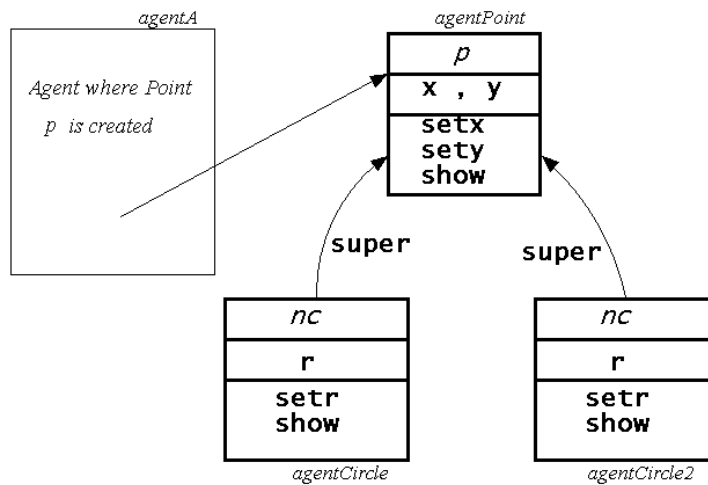 agentA
agentPoint
Agent where Point
p is created
p
x , y
setx
sety
show
super
super
nc
r
setr
show
agentCircle
nc
r
setr
show
agentCircle2